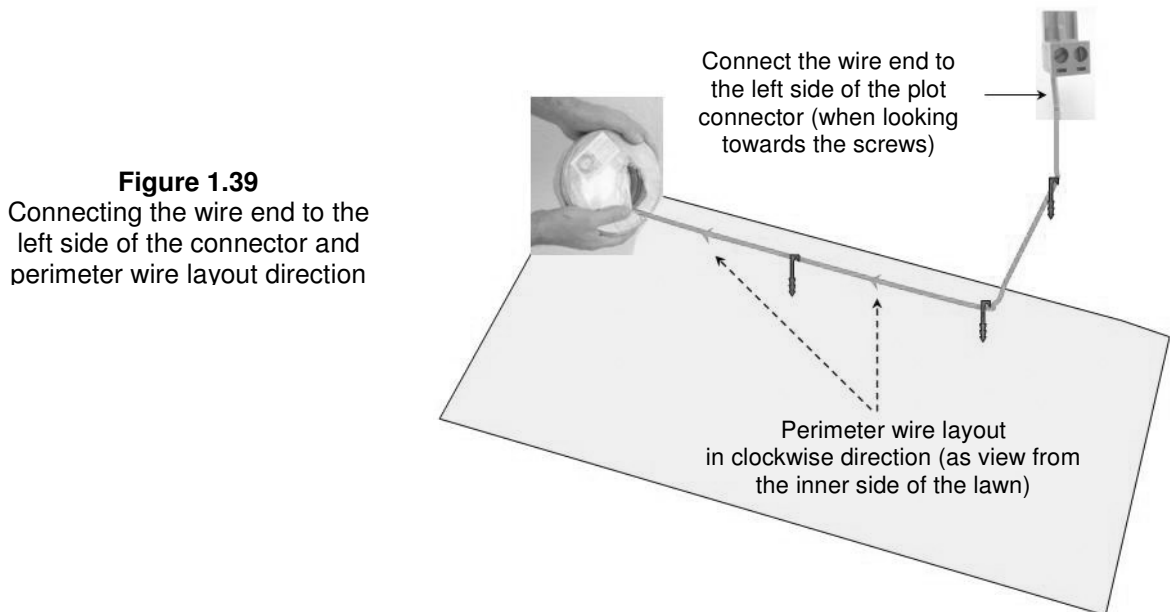 Figure 1.39
Connecting the wire end to the
left side of the connector and
perimeter wire layout direction
Connect the wire end to
the left side of the plot
connector (when looking
towards the screws)
Perimeter wire layout
in clockwise direction (as view from
the inner side of the lawn)